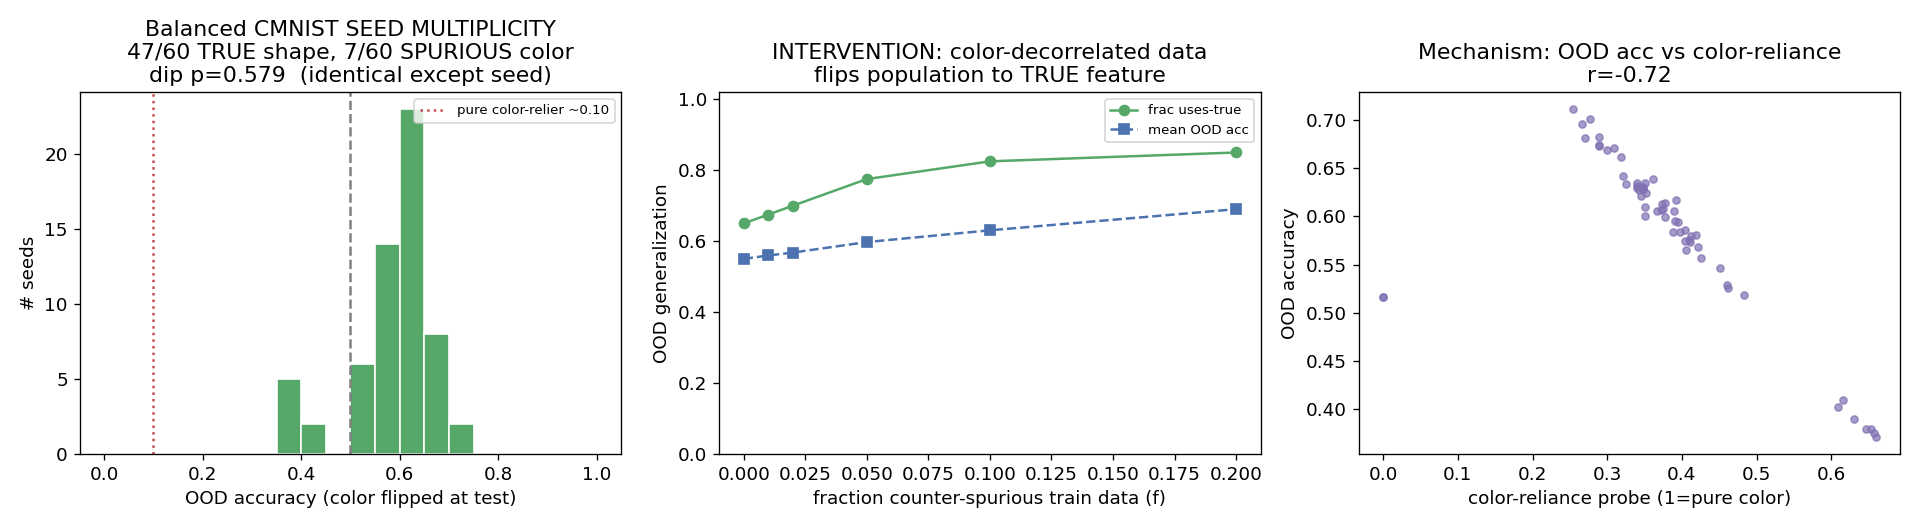 Balanced CMNIST SEED MULTIPLICITY
47/60 TRUE shape, 7/60 SPURIOUS color
dip p=0.579  (identical except seed)
pure color-relier ~0.10
# seeds
20
15
10
5
0
0.0 0.2 0.4 0.6 0.8 1.0
OOD accuracy (color flipped at test)
INTERVENTION: color-decorrelated data
flips population to TRUE feature
frac uses-true
mean OOD acc
OOD generalization
1.0
0.8
0.6
0.4
0.2
0.0
0.000 0.025 0.050 0.075 0.100 0.125 0.150 0.175 0.200
fraction counter-spurious train data (f)
Mechanism: OOD acc vs color-reliance
r=-0.72
OOD accuracy
0.70
0.65
0.60
0.55
0.50
0.45
0.40
0.0 0.1 0.2 0.3 0.4 0.5 0.6
color-reliance probe (1=pure color)